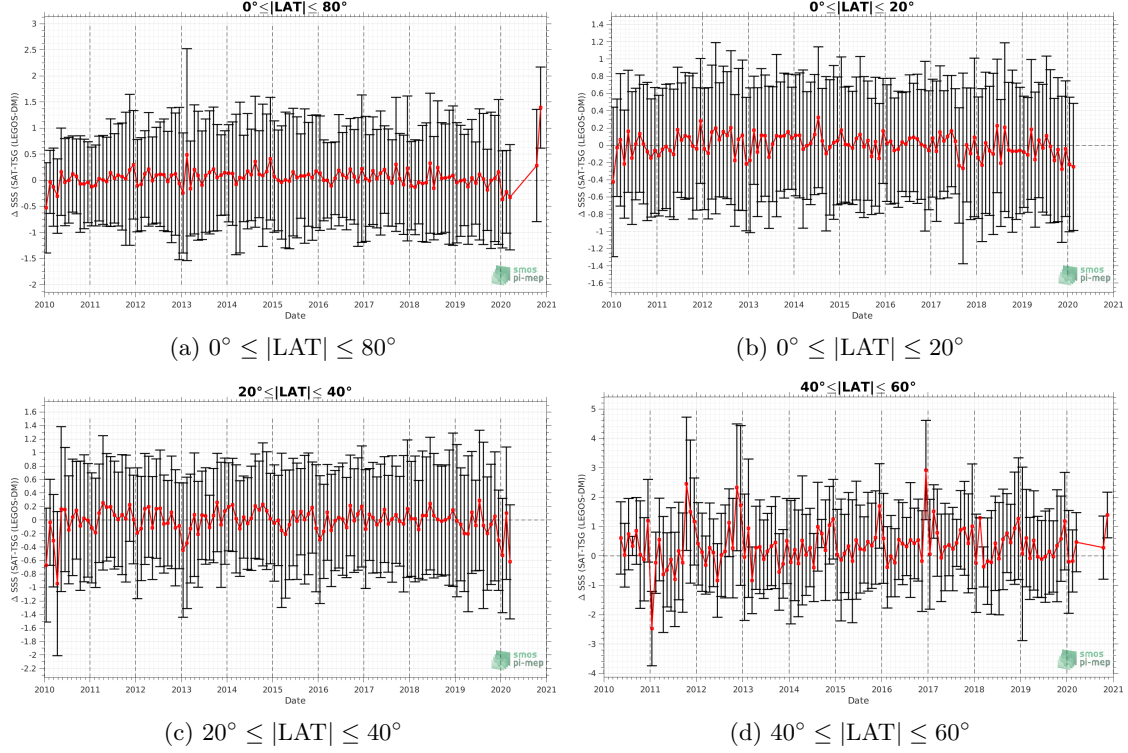 0°≤|LAT|≤ 80°
Δ SSS (SAT-TSG (LEGOS-DMI))
3
2.5
2
1.5
1
0.5
0
-0.5
-1
-1.5
-2
2010 2011 2012 2013 2014 2015 2016 2017 2018 2019 2020 2021
Date
smos
pi-mep
(a) 0° ≤ |LAT| ≤ 80°
0°≤|LAT|≤ 20°
Δ SSS (SAT-TSG (LEGOS-DMI))
1.4
1.2
1
0.8
0.6
0.4
0.2
0
-0.2
-0.4
-0.6
-0.8
-1
-1.2
-1.4
-1.6
2010 2011 2012 2013 2014 2015 2016 2017 2018 2019 2020 2021
Date
smos
pi-mep
(b) 0° ≤ |LAT| ≤ 20°
20°≤|LAT|≤ 40°
Δ SSS (SAT-TSG (LEGOS-DMI))
1.6
1.4
1.2
1
0.8
0.6
0.4
0.2
0
-0.2
-0.4
-0.6
-0.8
-1
-1.2
-1.4
-1.6
-1.8
-2
-2.2
2010 2011 2012 2013 2014 2015 2016 2017 2018 2019 2020 2021
Date
smos
pi-mep
(c) 20° ≤ |LAT| ≤ 40°
40°≤|LAT|≤ 60°
Δ SSS (SAT-TSG (LEGOS-DMI))
5
4
3
2
1
0
-1
-2
-3
-4
2010 2011 2012 2013 2014 2015 2016 2017 2018 2019 2020 2021
Date
smos
pi-mep
(d) 40° ≤ |LAT| ≤ 60°